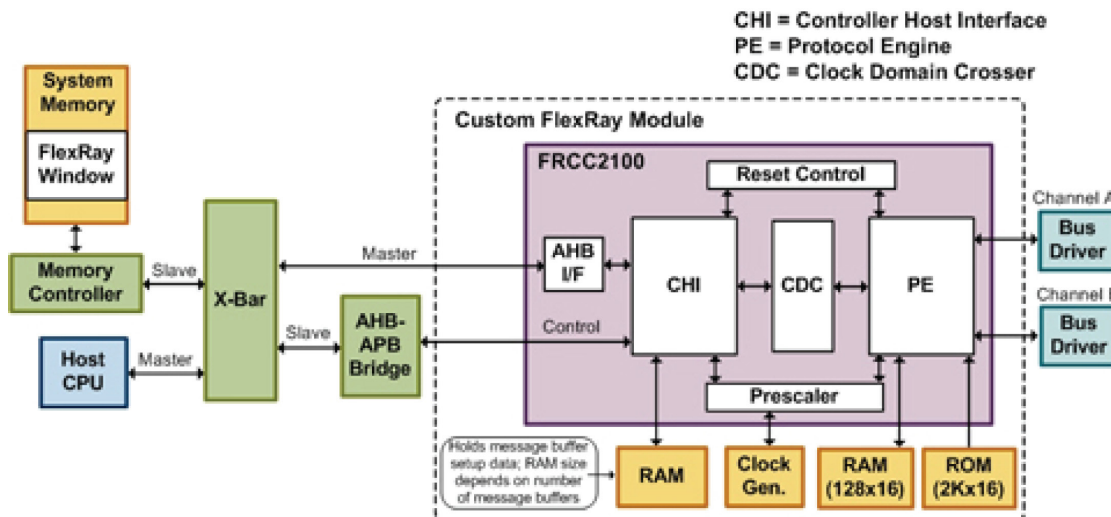 CHI = Controller Host Interface
PE = Protocol Engine
CDC = Clock Domain Crosser
System
Memory
FlexRay
Window
Memory
Controller
Host
CPU
Slave
Master
X-Bar
Slave
AHB-
APB
Bridge
Master
Control
Custom FlexRay Module
FRCC2100
Reset Control
AHB
I/F
CHI
CDC
PE
Prescaler
Channel A
Bus
Driver
Channel
Bus
Driver
Holds message buffer
setup data; RAM size
depends on number
of message buffers
RAM
Clock
Gen.
RAM
(128x16)
ROM
(2Kx16)